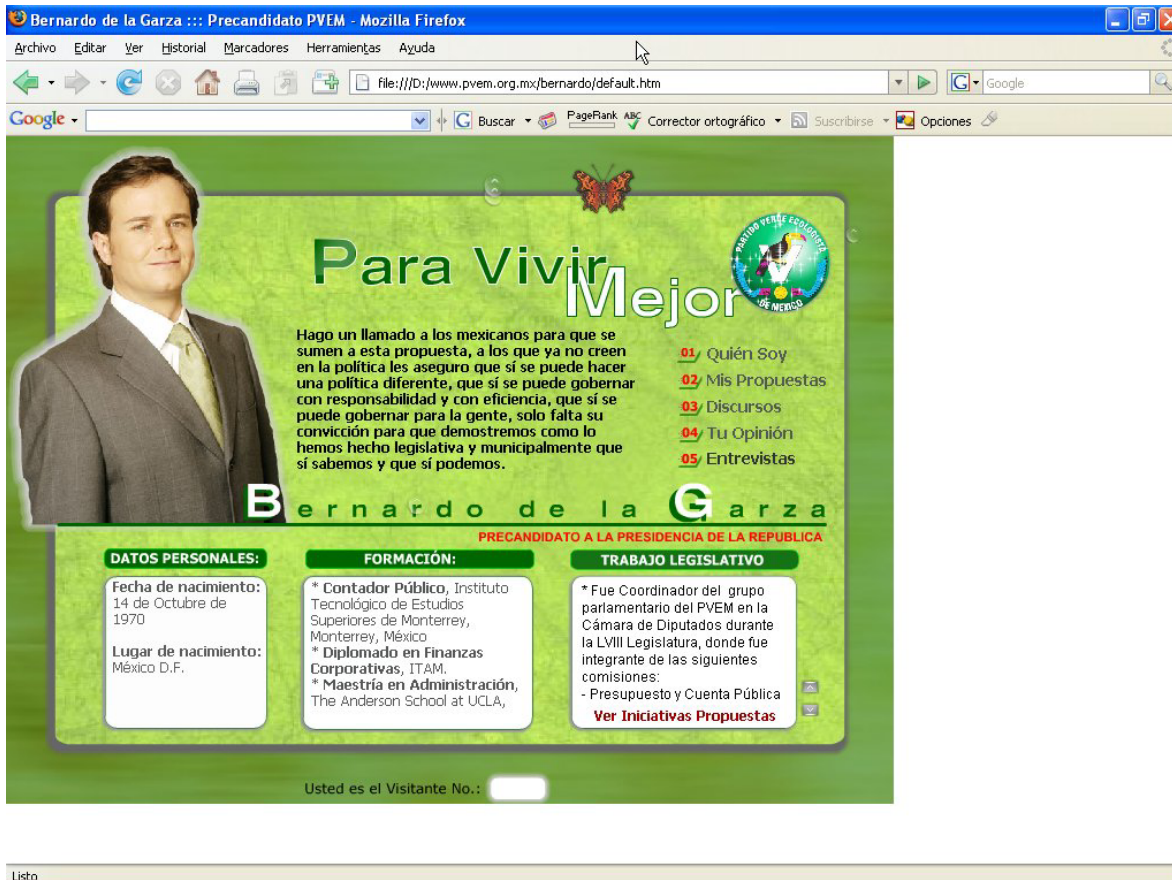 Bernardo de la Garza ::: Precandidato PVEM - Mozilla Firefox
Archivo Editar Ver Historial Marcadores Herramientas Ayuda
file:///D:/www.pvem.org.mx/bernardo/default.htm
G Google
Google
G Buscar PageRank ABC Corrector ortográfico Suscribirse Opciones
PARTIDO VERDE ECOLOGISTA
DE MEXICO
Para Vivir
Mejor
Hago un llamado a los mexicanos para que se
sumen a esta propuesta, a los que ya no creen
en la política les aseguro que sí se puede hacer
una política diferente, que sí se puede gobernar
con responsabilidad y con eficiencia, que sí se
puede gobernar para la gente, solo falta su
convicción para que demostremos como lo
hemos hecho legislativa y municipalmente que
sí sabemos y que sí podemos.
01 Quién Soy
02 Mis Propuestas
03 Discursos
04 Tu Opinión
05 Entrevistas
Bernardo de la Garza
PRECANDIDATO A LA PRESIDENCIA DE LA REPUBLICA
DATOS PERSONALES:
Fecha de nacimiento:
14 de Octubre de
1970
Lugar de nacimiento:
México D.F.
FORMACIÓN:
* Contador Público, Instituto
Tecnológico de Estudios
Superiores de Monterrey,
Monterrey, México
* Diplomado en Finanzas
Corporativas, ITAM.
* Maestría en Administración,
The Anderson School at UCLA,
TRABAJO LEGISLATIVO
* Fue Coordinador del grupo
parlamentario del PVEM en la
Cámara de Diputados durante
la LVIII Legislatura, donde fue
integrante de las siguientes
comisiones:
- Presupuesto y Cuenta Pública
Ver Iniciativas Propuestas
Usted es el Visitante No.:
Listo